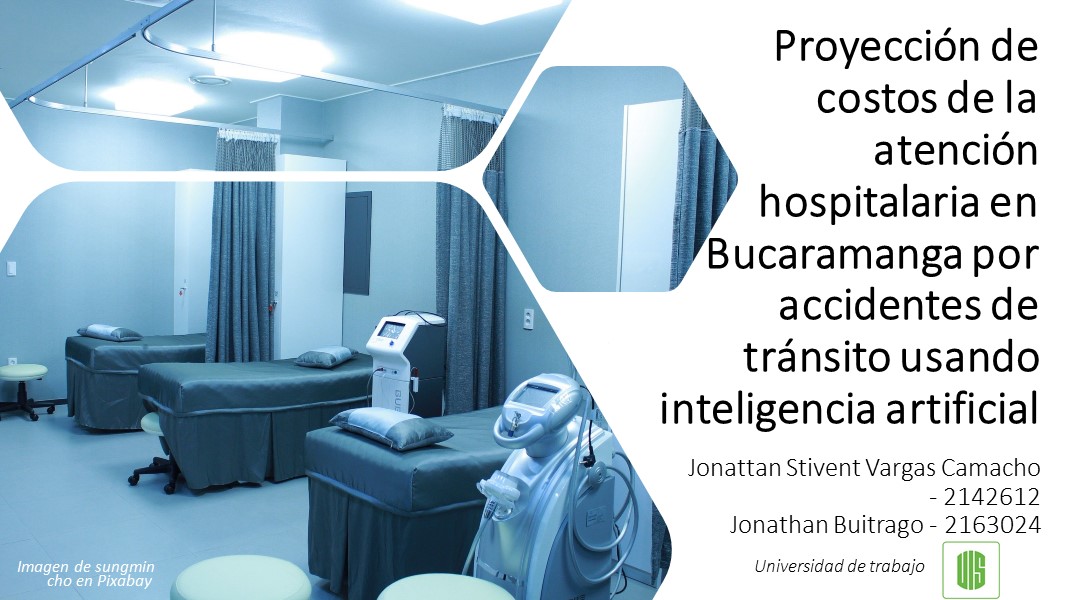 Proyección de
costos de la
atención
hospitalaria en
Bucaramanga por
accidentes de
tránsito usando
inteligencia artificial
Jonattan Stivent Vargas Camacho
- 2142612
Jonathan Buitrago - 2163024
Universidad de trabajo
UIS
Imagen de sungmin
cho en Pixabay